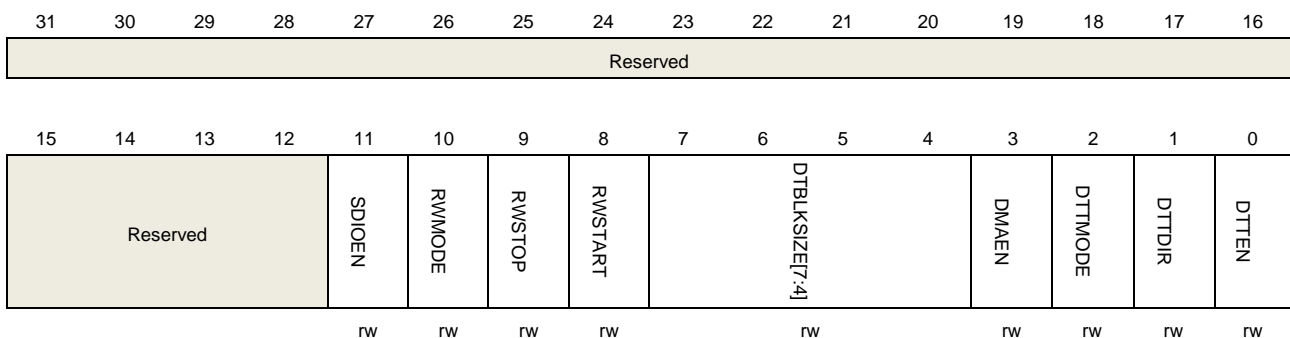 31 30 29 28 27 26 25 24 23 22 21 20 19 18 17 16
Reserved
15 14 13 12 11 10 9 8 7 6 5 4 3 2 1 0
Reserved SDIOEN RWMODE RWSTOP RWSTART DTBLKSIZE[7:4] DMAEN DTTMODE DTTDIR DTTEN
rw rw rw rw rw rw rw rw rw